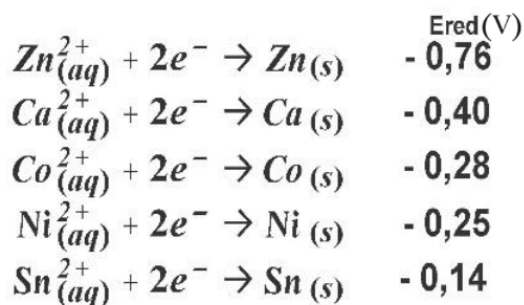 Ered(V)
Zn²⁺(aq) + 2e⁻ → Zn(s) - 0,76
Ca²⁺(aq) + 2e⁻ → Ca(s) - 0,40
Co²⁺(aq) + 2e⁻ → Co(s) - 0,28
Ni²⁺(aq) + 2e⁻ → Ni(s) - 0,25
Sn²⁺(aq) + 2e⁻ → Sn(s) - 0,14